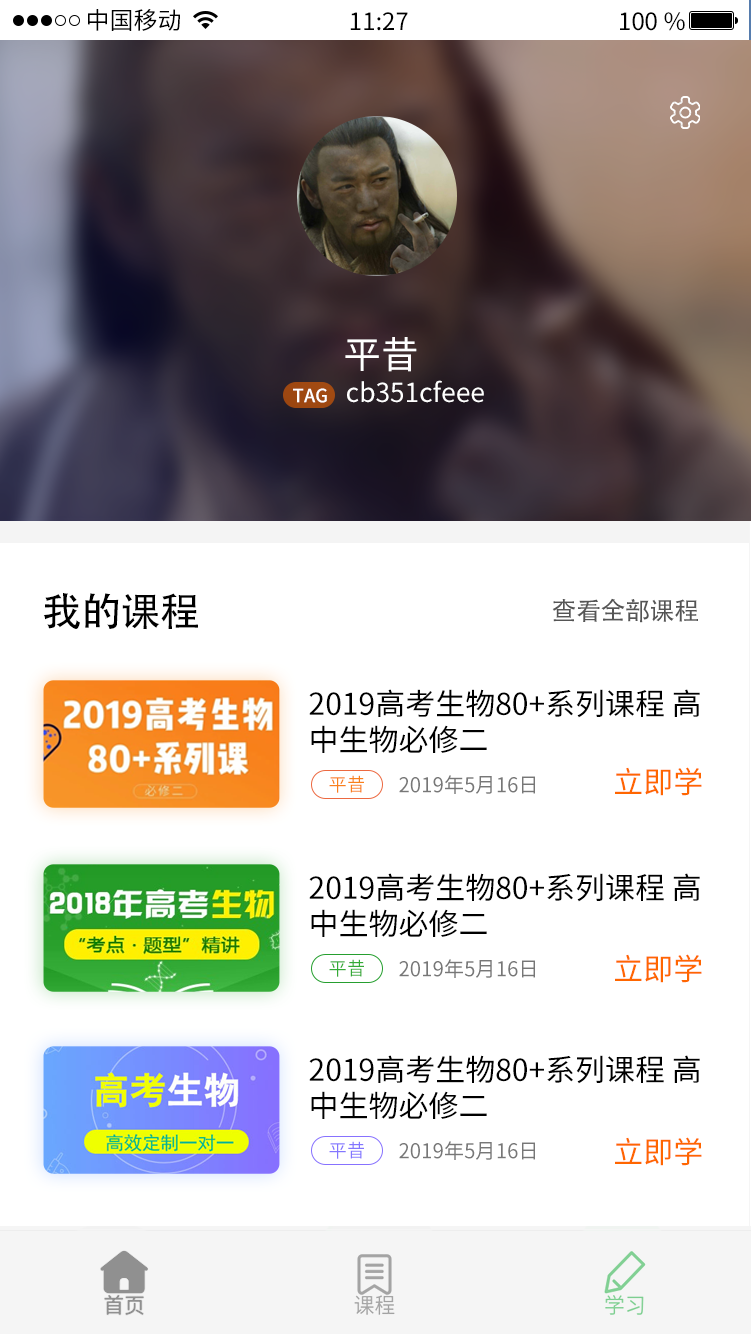 中国移动
11:27
100 %
平昔
TAG cb351cfeee
我的课程
查看全部课程
2019高考生物
80+系列课
必修二
2019高考生物80+系列课程 高
中生物必修二
平昔
2019年5月16日
立即学
2018年高考生物
“考点·题型”精讲
2019高考生物80+系列课程 高
中生物必修二
平昔
2019年5月16日
立即学
高考生物
高效定制一对一
2019高考生物80+系列课程 高
中生物必修二
平昔
2019年5月16日
立即学
首页
课程
学习